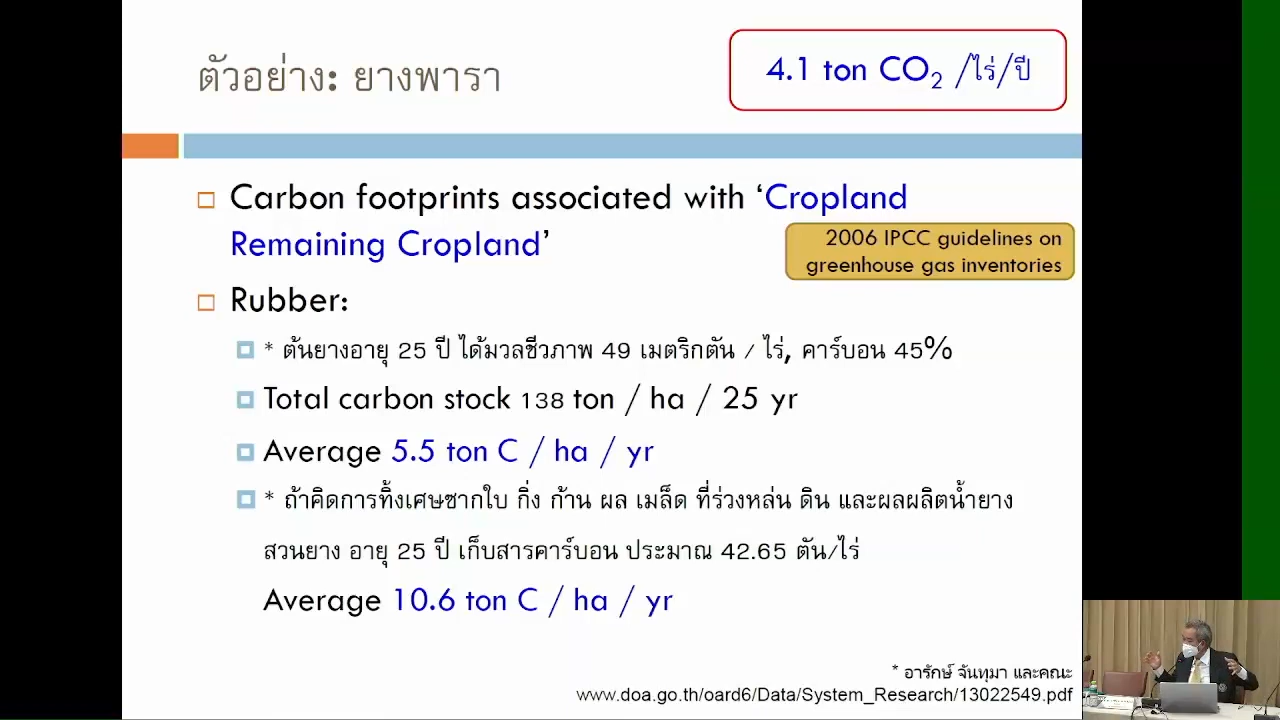 ตัวอย่าง: ยางพารา
4.1 ton CO₂ /ไร่/ปี
Carbon footprints associated with ‘Cropland
Remaining Cropland’
2006 IPCC guidelines on
greenhouse gas inventories
Rubber:
* ต้นยางอายุ 25 ปี ได้มวลชีวภาพ 49 เมตริกตัน / ไร่, คาร์บอน 45%
Total carbon stock 138 ton / ha / 25 yr
Average 5.5 ton C / ha / yr
* ถ้าคิดการทิ้งเศษซากใบ กิ่ง ก้าน ผล เมล็ด ที่ร่วงหล่น ดิน และผลผลิตน้ำยาง
สวนยาง อายุ 25 ปี เก็บสารคาร์บอน ประมาณ 42.65 ตัน/ไร่
Average 10.6 ton C / ha / yr
* อารักษ์ จันทุมา และคณะ
www.doa.go.th/oard6/Data/System_Research/13022549.pdf